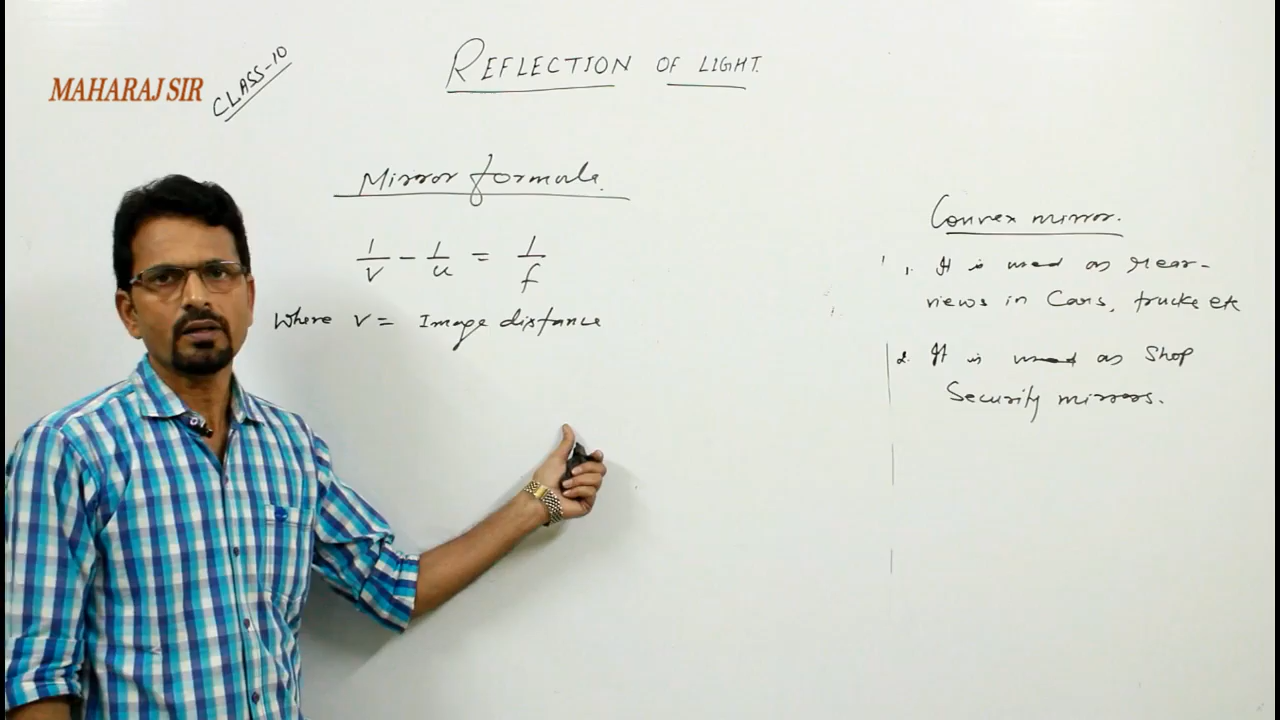 MAHARAJ SIR
CLASS-10
REFLECTION OF LIGHT.
Mirror formula.
1/v - 1/u = 1/f
Where v = Image distance
Convex mirror.
1. It is used as rear-
views in Cars, trucks etc
2. It is used as Shop
Security mirrors.